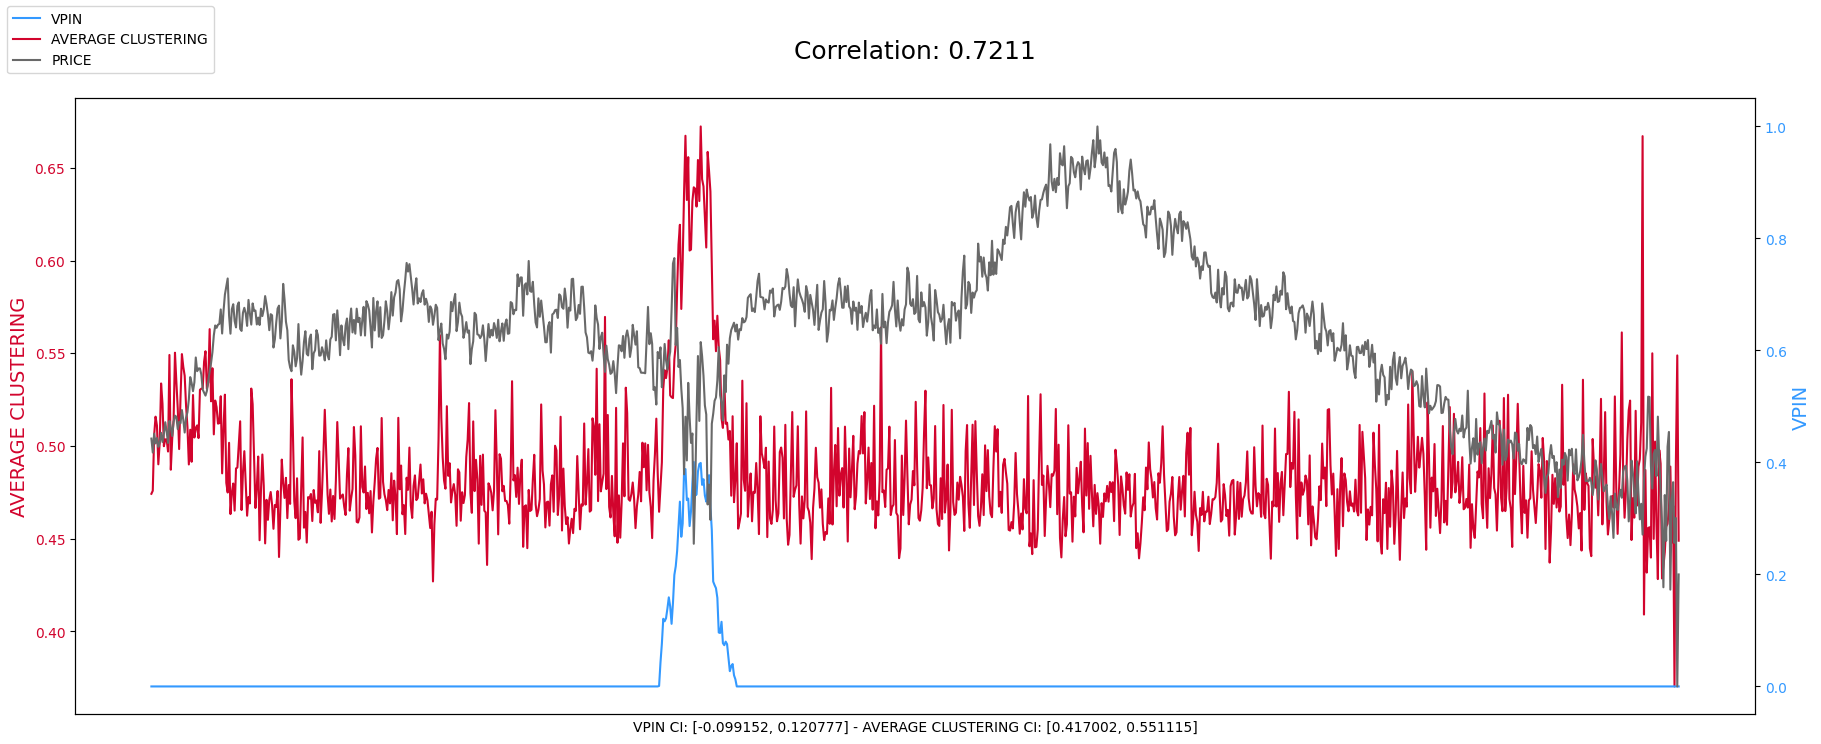 VPIN
AVERAGE CLUSTERING
PRICE
Correlation: 0.7211
AVERAGE CLUSTERING
0.65
0.60
0.55
0.50
0.45
0.40
1.0
0.8
0.6
0.4
0.2
0.0
VPIN
VPIN CI: [-0.099152, 0.120777] - AVERAGE CLUSTERING CI: [0.417002, 0.551115]